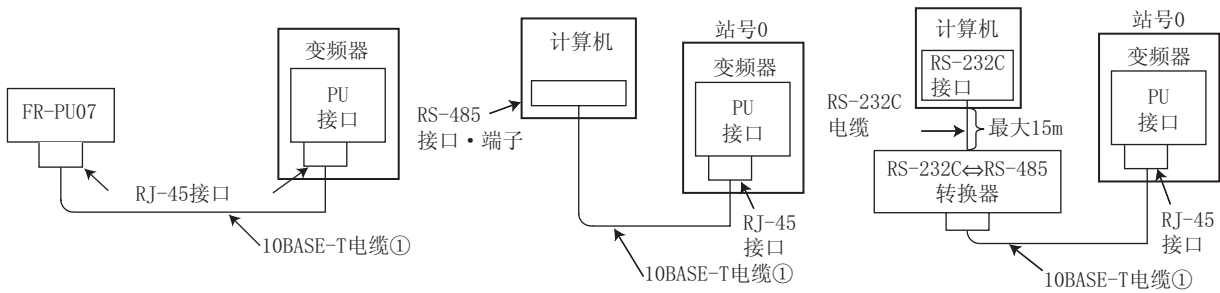 变频器
PU
接口
FR-PU07
RJ-45接口
10BASE-T电缆①
计算机
RS-485
接口·端子
站号0
变频器
PU
接口
RJ-45
接口
10BASE-T电缆①
计算机
RS-232C
接口
RS-232C
电缆
最大15m
RS-232C⇔RS-485
转换器
站号0
变频器
PU
接口
RJ-45
接口
10BASE-T电缆①